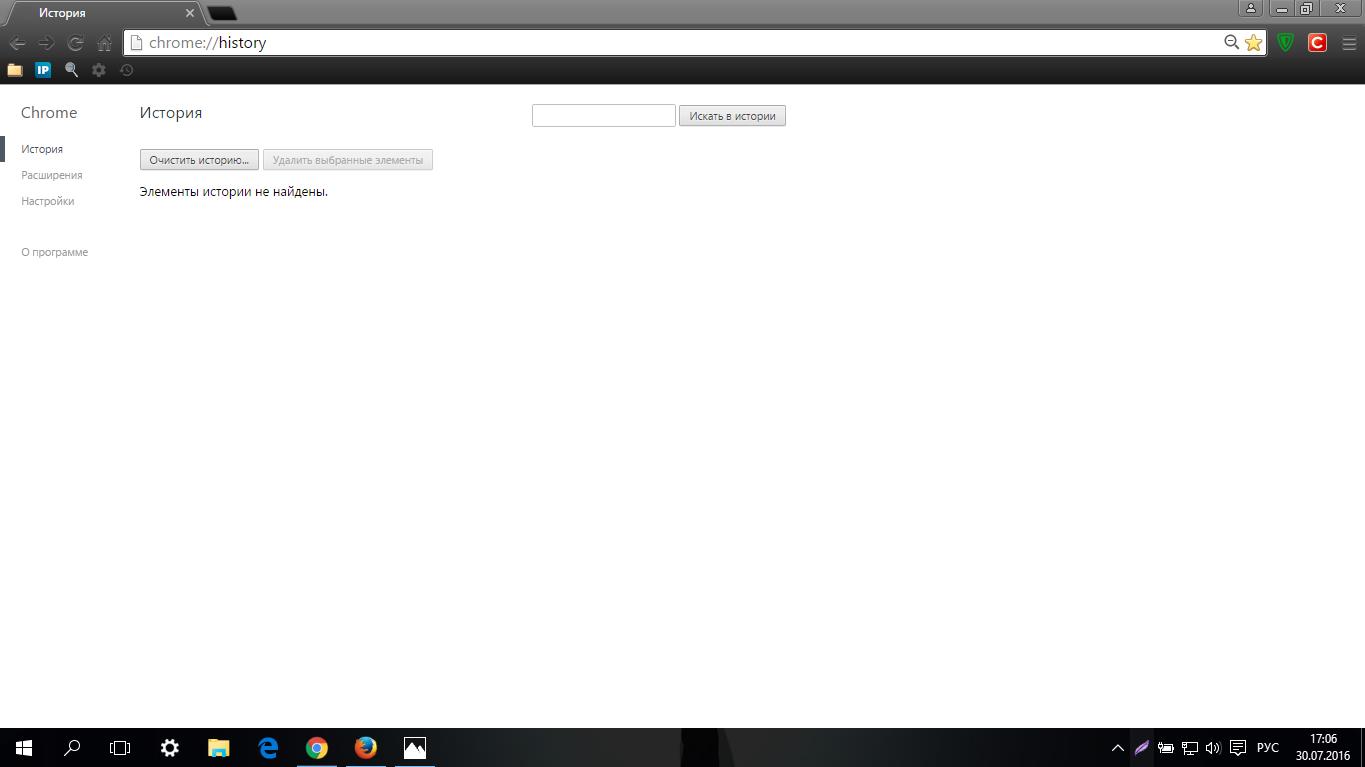 История
chrome://history
IP
C
Chrome
История
Искать в истории
История
Очистить историю...
Удалить выбранные элементы
Расширения
Элементы истории не найдены.
Настройки
О программе
РУС
17:06
30.07.2016